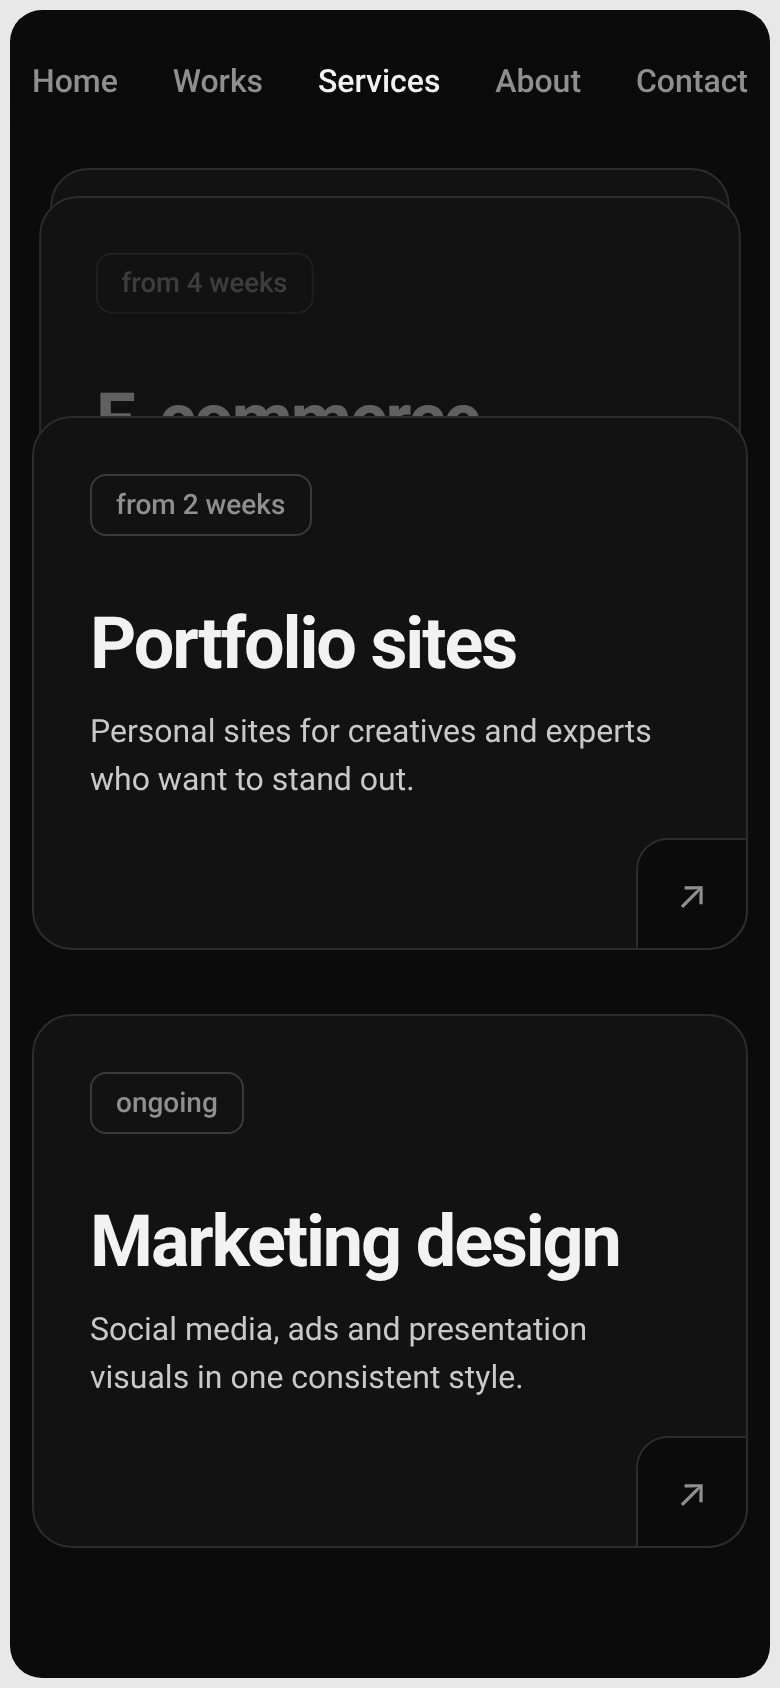 Home Works Services About Contact
from 4 weeks
E-commerce
from 2 weeks
Portfolio sites
Personal sites for creatives and experts
who want to stand out.
ongoing
Marketing design
Social media, ads and presentation
visuals in one consistent style.